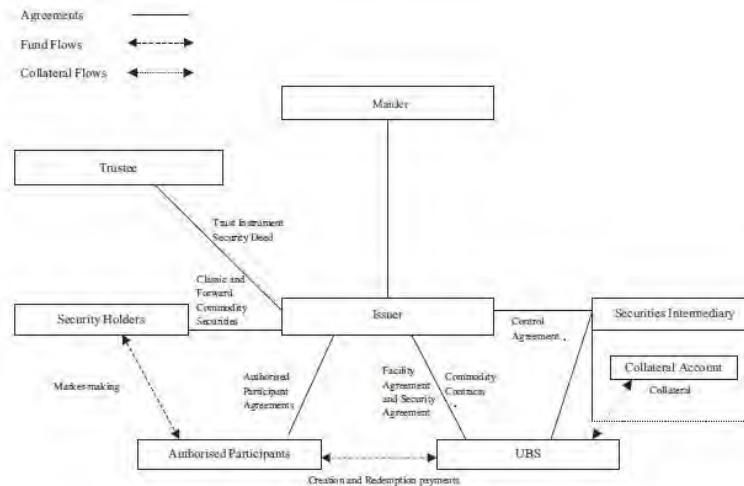 Agreements
Fund Flows
Collateral Flows
Manler
Trustee
Trust Instrument
Security Deed
Classic and
Forward
Commodity
Securities
Security Holders
Issuer
Control
Agreement
Securities Intermediary
Collateral Account
Collateral
Market-making
Authorised
Participant
Agreements
Facility
Agreement
and Security
Agreement
Commodity
Contracts
Authorised Participants
UBS
Creation and Redemption payments